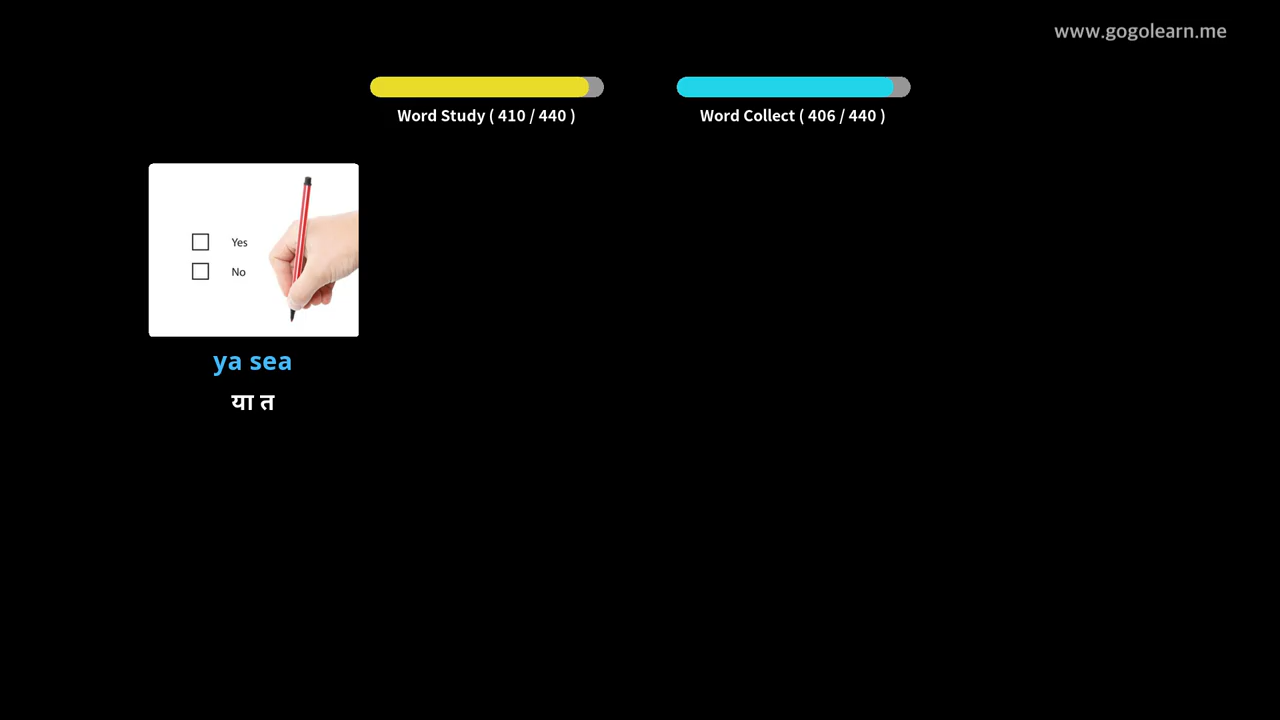 www.gogolearn.me
Word Study ( 410 / 440 )
Word Collect ( 406 / 440 )
Yes
No
ya sea
या त